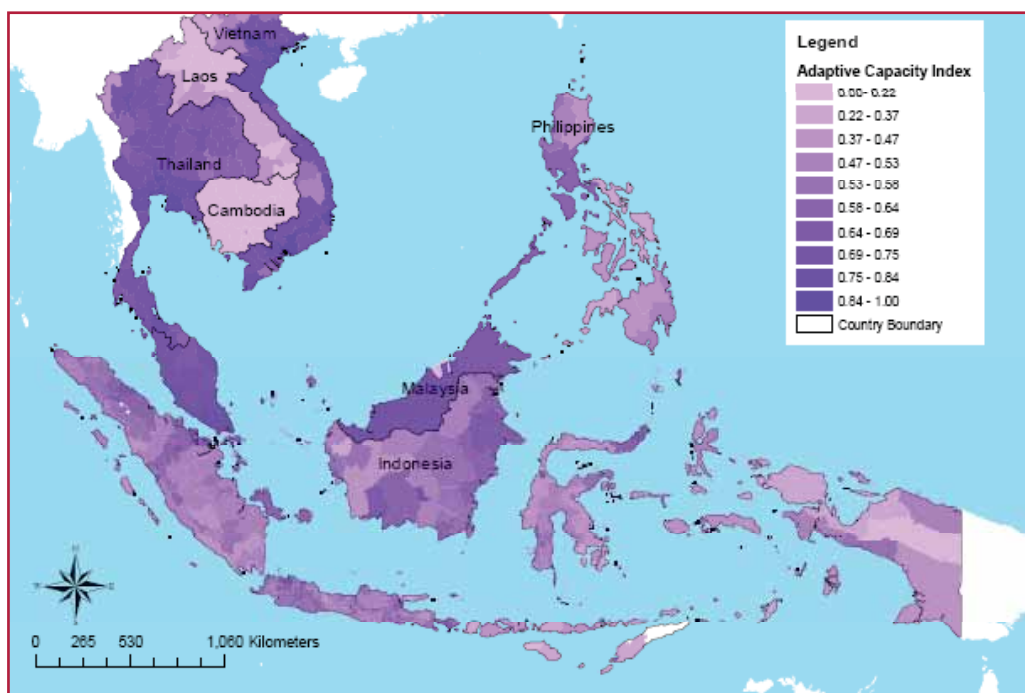 Vietnam
Laos
Thailand
Cambodia
Philippines
Malaysia
Indonesia
Legend
Adaptive Capacity Index
0.00- 0.22
0.22 - 0.37
0.37 - 0.47
0.47 - 0.53
0.53 - 0.58
0.58 - 0.64
0.64 - 0.69
0.69 - 0.75
0.75 - 0.84
0.84 - 1.00
Country Boundary
0 265 530 1,060 Kilometers